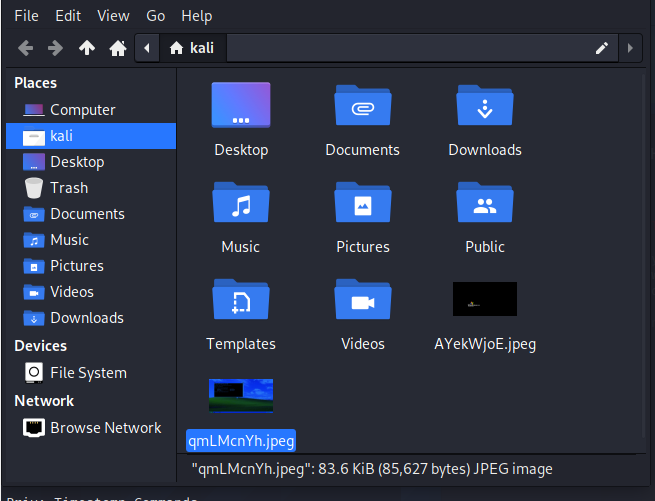 File Edit View Go Help
kali
Places
Computer
kali
Desktop
Trash
Documents
Music
Pictures
Videos
Downloads
Devices
File System
Network
Browse Network
Desktop Documents Downloads
Music Pictures Public
Templates Videos AYekWjoE.jpeg
qmLMcnYh.jpeg
"qmLMcnYh.jpeg": 83.6 KiB (85,627 bytes) JPEG image